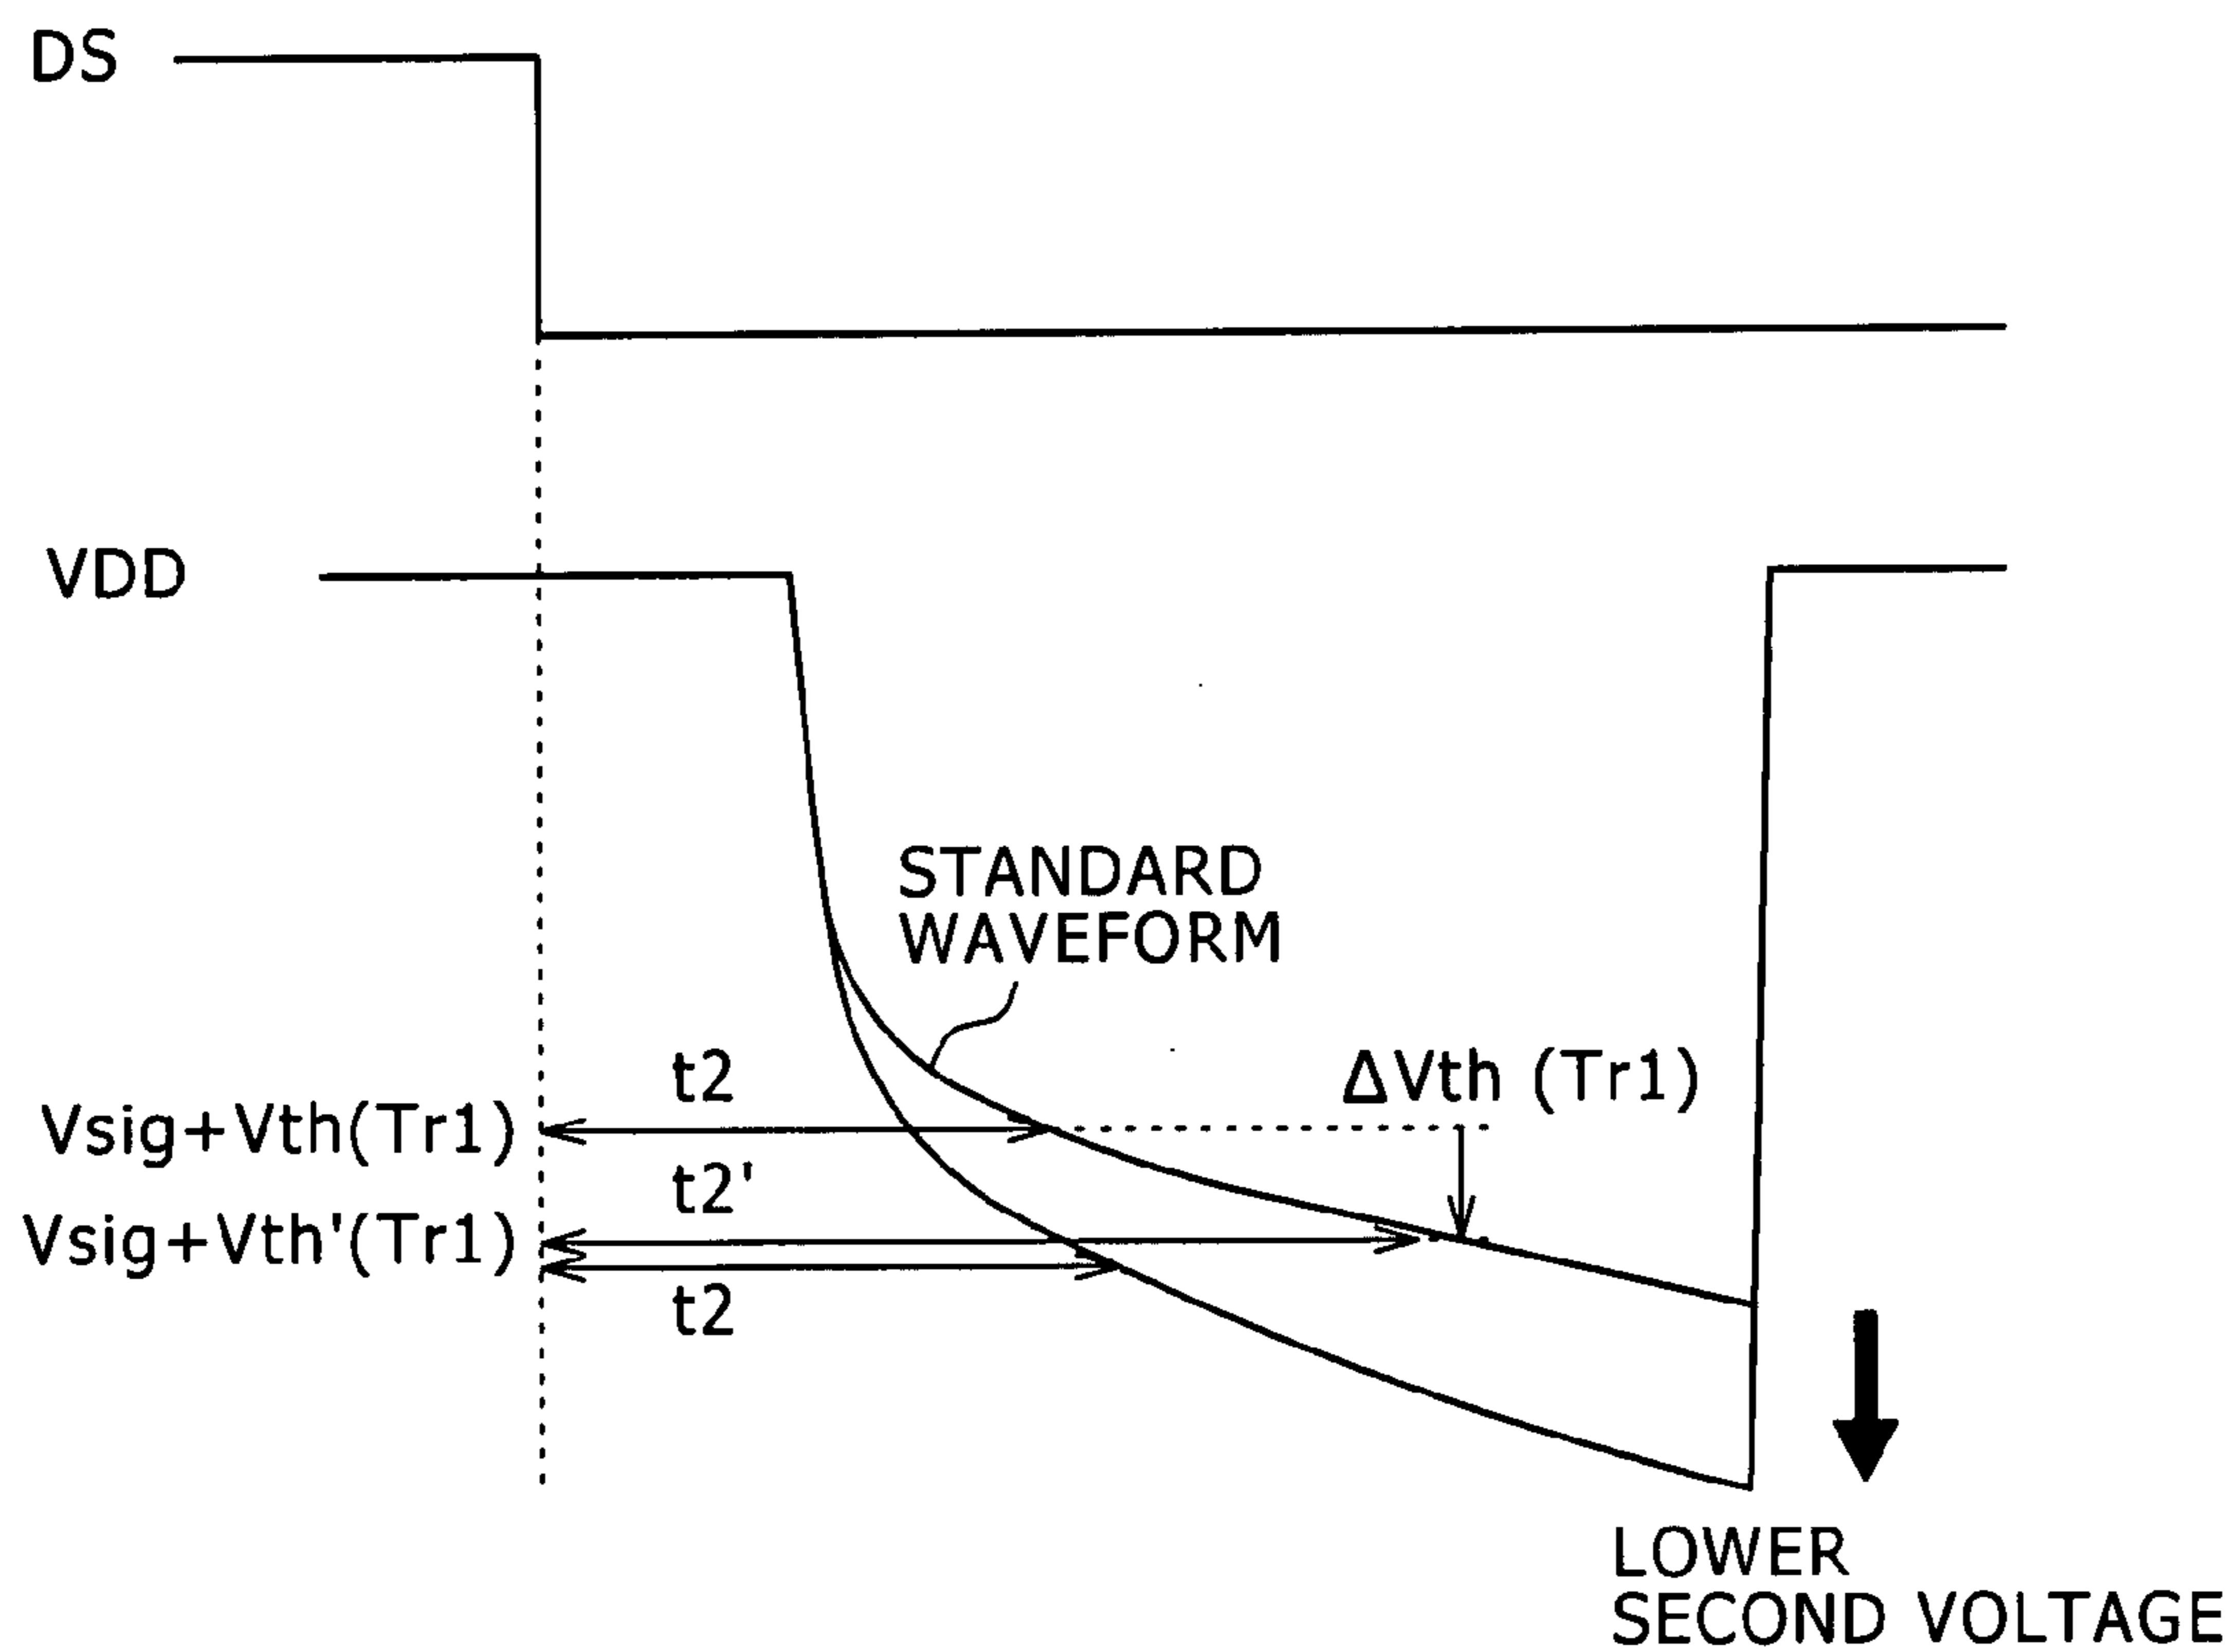 DS
VDD
STANDARD
WAVEFORM
t2
ΔVth (Tr1)
Vsig+Vth(Tr1)
t2'
Vsig+Vth'(Tr1)
t2
LOWER
SECOND VOLTAGE